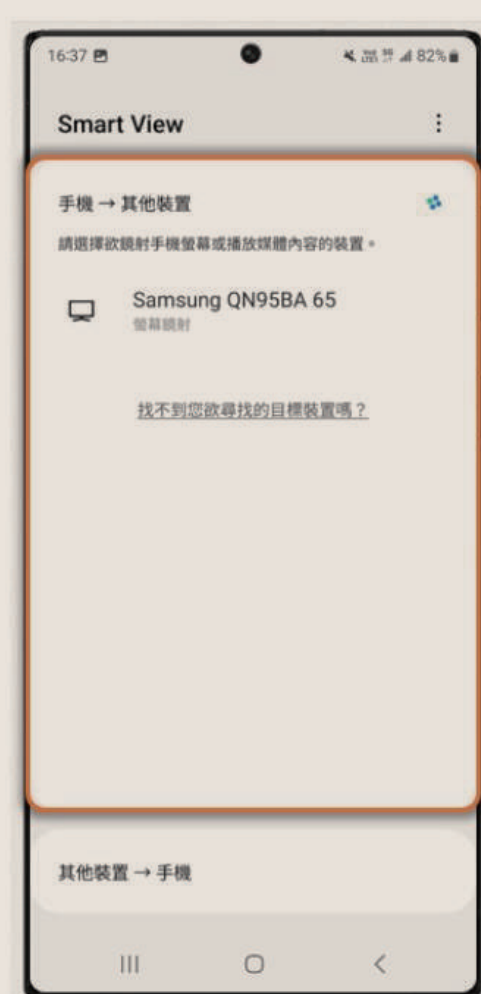 16:37
82%
Smart View
手機 → 其他裝置
請選擇欲鏡射手機螢幕或播放媒體內容的裝置。
Samsung QN95BA 65
螢幕鏡射
找不到您欲尋找的目標裝置嗎？
其他裝置 → 手機